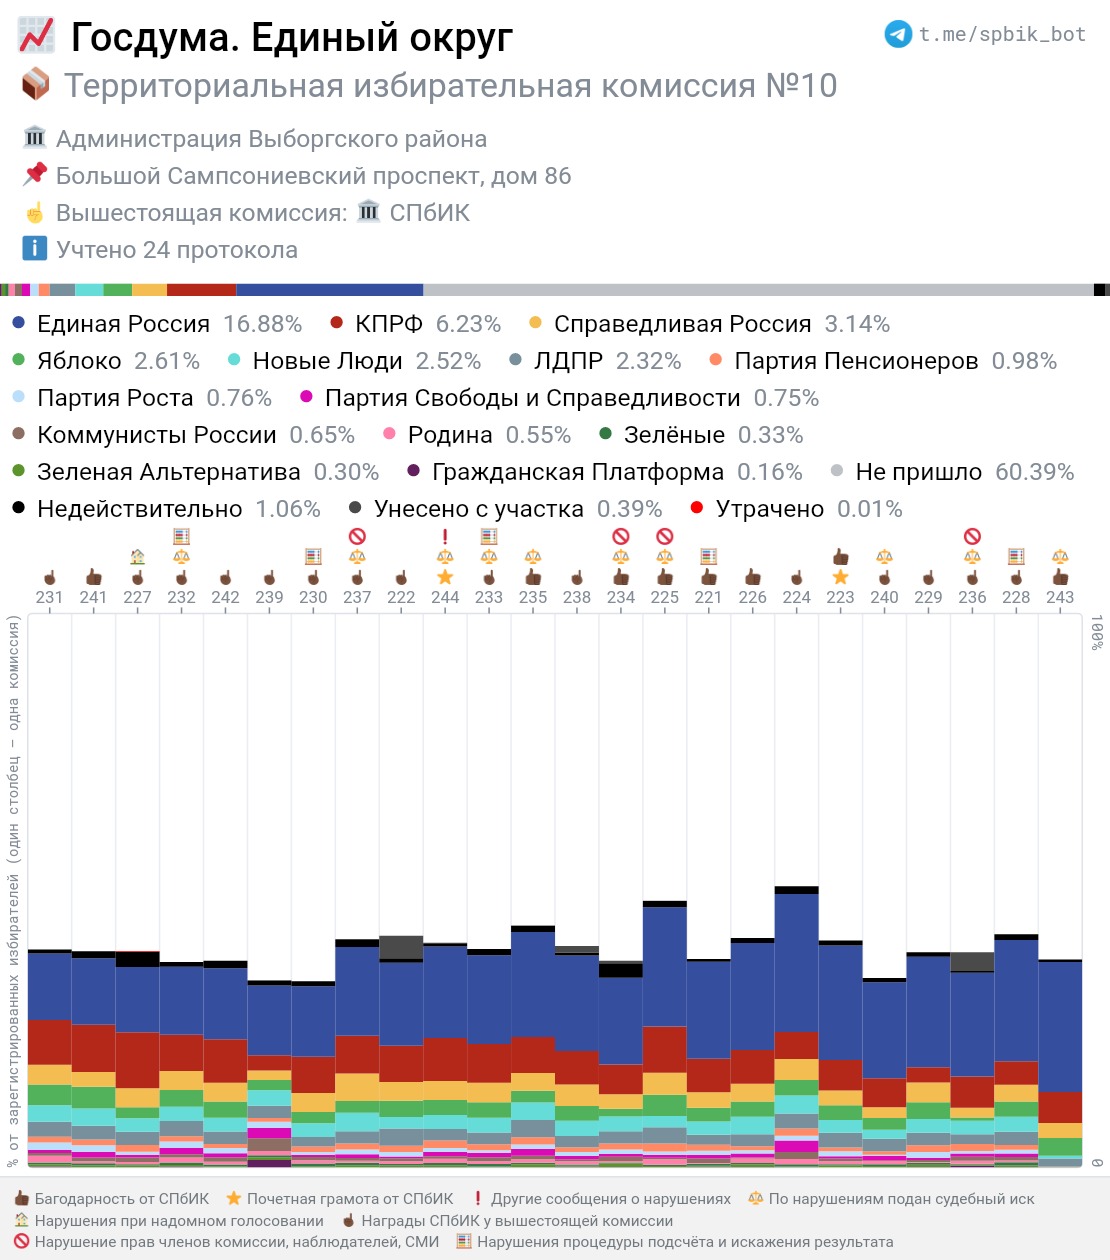 Госдума. Единый округ
t.me/spbik_bot
Территориальная избирательная комиссия №10
Администрация Выборгского района
Большой Сампсониевский проспект, дом 86
Вышестоящая комиссия: СПбИК
Учтено 24 протокола
Единая Россия 16.88% КПРФ 6.23% Справедливая Россия 3.14%
Яблоко 2.61% Новые Люди 2.52% ЛДПР 2.32% Партия Пенсионеров 0.98%
Партия Роста 0.76% Партия Свободы и Справедливости 0.75%
Коммунисты России 0.65% Родина 0.55% Зелёные 0.33%
Зеленая Альтернатива 0.30% Гражданская Платформа 0.16% Не пришло 60.39%
Недействительно 1.06% Унесено с участка 0.39% Утрачено 0.01%
231 241 227 232 242 239 230 237 222 244 233 235 238 234 225 221 226 224 223 240 229 236 228 243
% от зарегистрированных избирателей (один столбец – одна комиссия)
100%
0
Багодарность от СПбИК Почетная грамота от СПбИК Другие сообщения о нарушениях По нарушениям подан судебный иск
Нарушения при надомном голосовании Награды СПбИК у вышестоящей комиссии
Нарушение прав членов комиссии, наблюдателей, СМИ Нарушения процедуры подсчёта и искажения результата